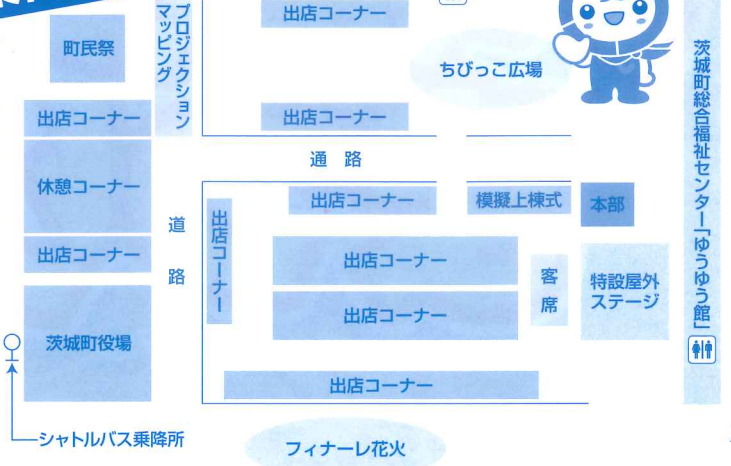 プロジェクション
マッピング
出店コーナー
町民祭
ちびっこ広場
出店コーナー
出店コーナー
通 路
休憩コーナー
出店コーナー
模擬上棟式
本部
道
路
出店コーナー
出店コーナー
出店コーナー
客
席
特設屋外
ステージ
出店コーナー
茨城町役場
出店コーナー
シャトルバス乗降所
フィナーレ花火
茨城町総合福祉センター「ゆうゆう館」